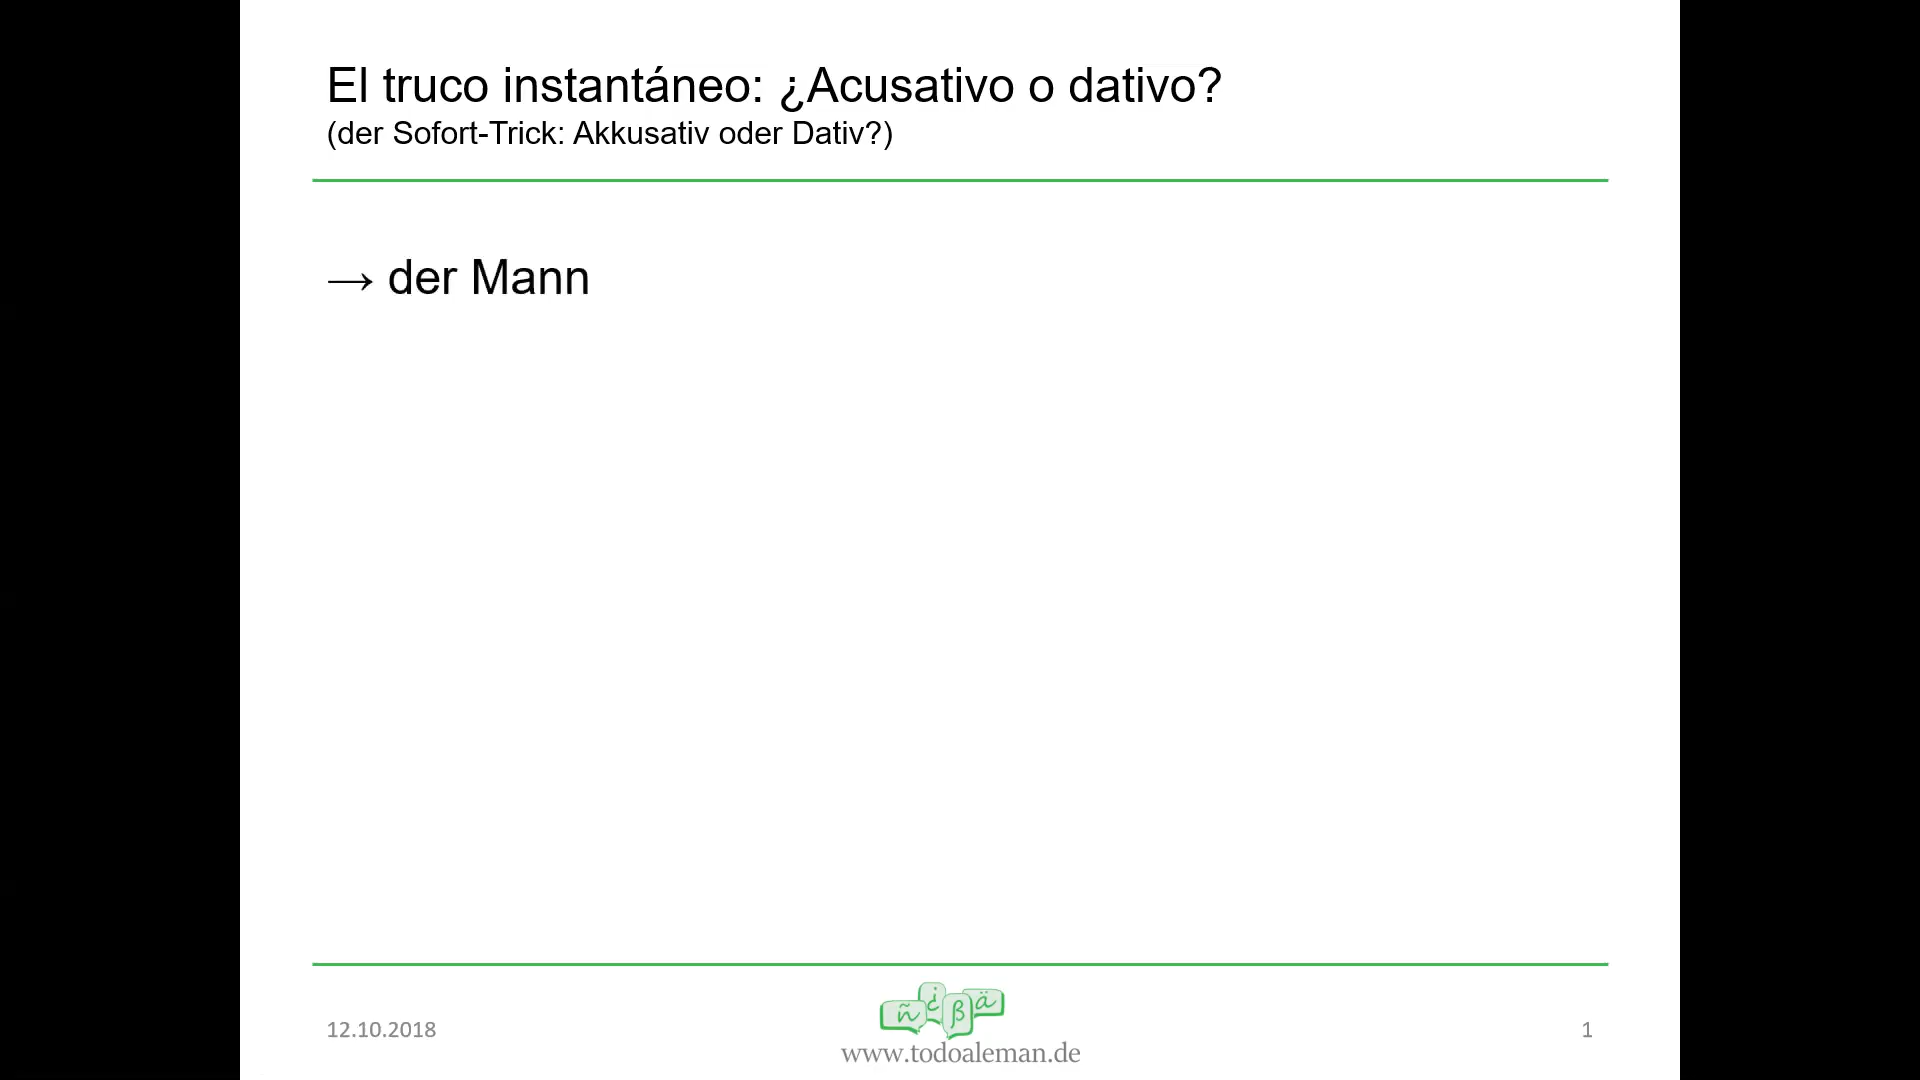 El truco instantáneo: ¿Acusativo o dativo?
(der Sofort-Trick: Akkusativ oder Dativ?)
→ der Mann
ñ ¿ ß ä
12.10.2018
www.todoaleman.de
1